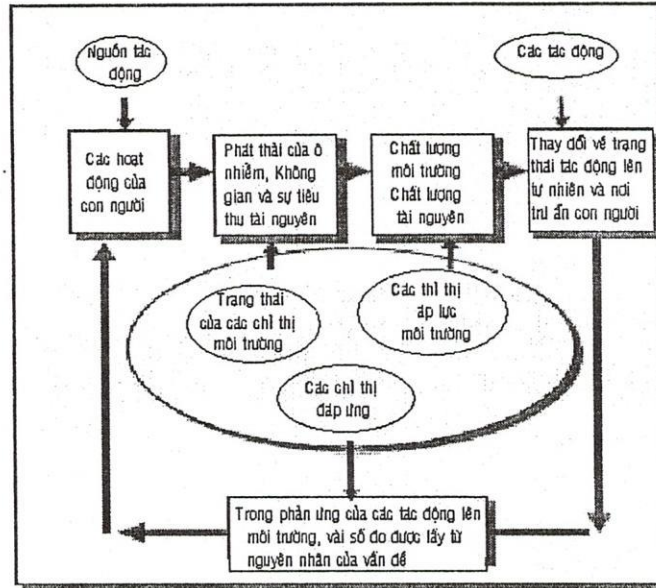 Nguồn tác
động
Các tác động
Các hoạt
động của
con người
Phát thải của ô
nhiễm, Không
gian và sự tiêu
thụ tài nguyên
Chất lượng
môi trường
Chất lượng
tài nguyên
Thay đổi về trạng
thái tác động lên
tự nhiên và nơi
trú ẩn con người
Trạng thái
của các chỉ thị
môi trường
Các chỉ thị
áp lực
môi trường
Các chỉ thị
đáp ứng
Trong phản ứng của các tác động lên
môi trường, vài số đo được lấy từ
nguyên nhân của vấn đề